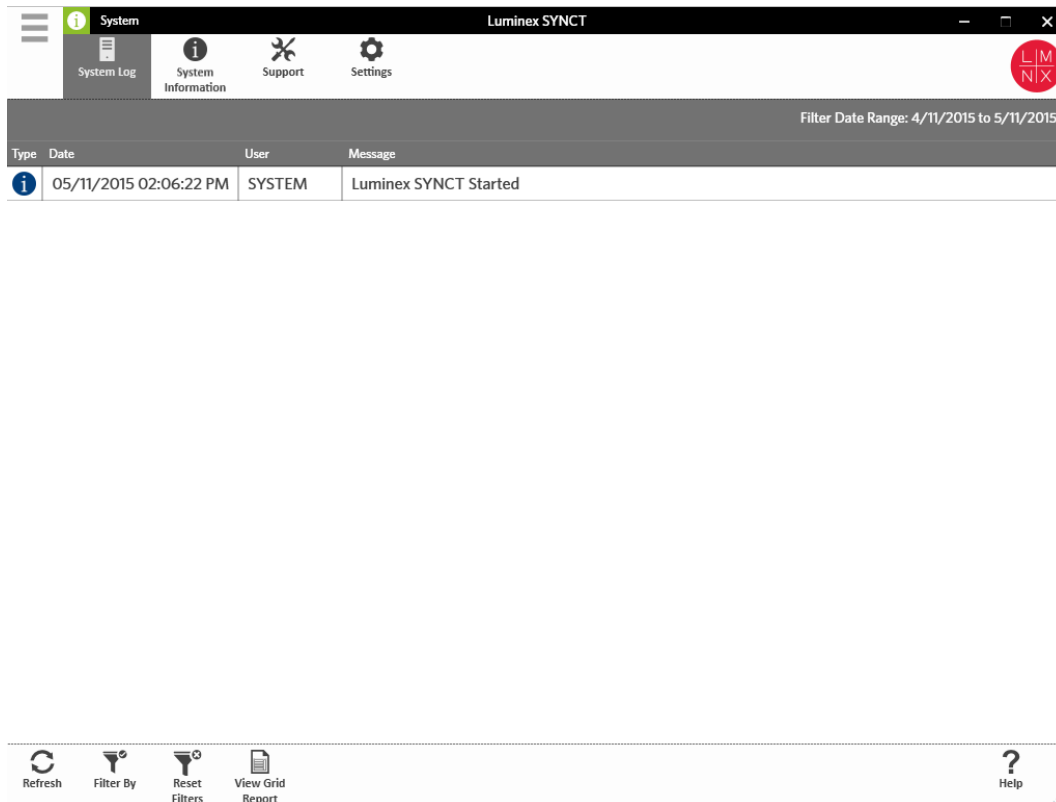 System
Luminex SYNCT
System Log
System
Information
Support
Settings
L M
N X
Filter Date Range: 4/11/2015 to 5/11/2015
Type Date User Message
05/11/2015 02:06:22 PM SYSTEM Luminex SYNCT Started
Refresh
Filter By
Reset
Filters
View Grid
Report
Help